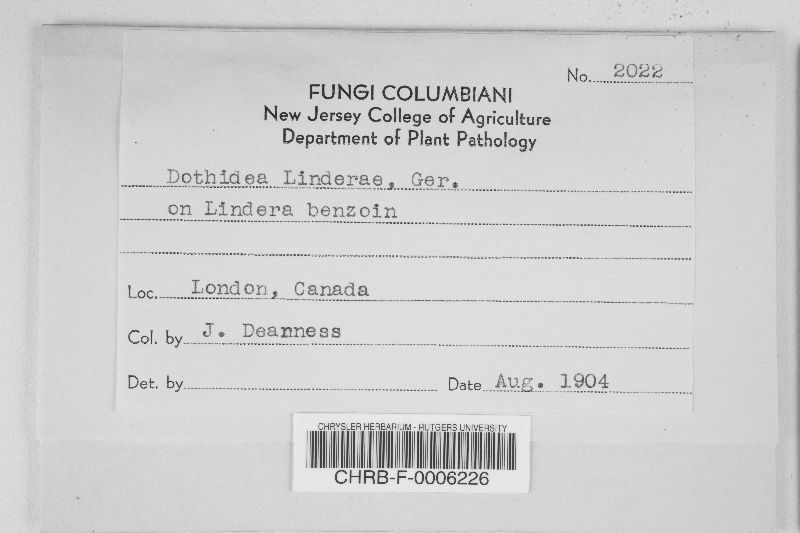 No. 2022
FUNGI COLUMBIANI
New Jersey College of Agriculture
Department of Plant Pathology
Dothidea Linderae, Ger.
on Lindera benzoin
Loc. London, Canada
Col. by J. Dearness
Det. by
Date Aug. 1904
CHRYSLER HERBARIUM - RUTGERS UNIVERSITY
CHRB-F-0006226